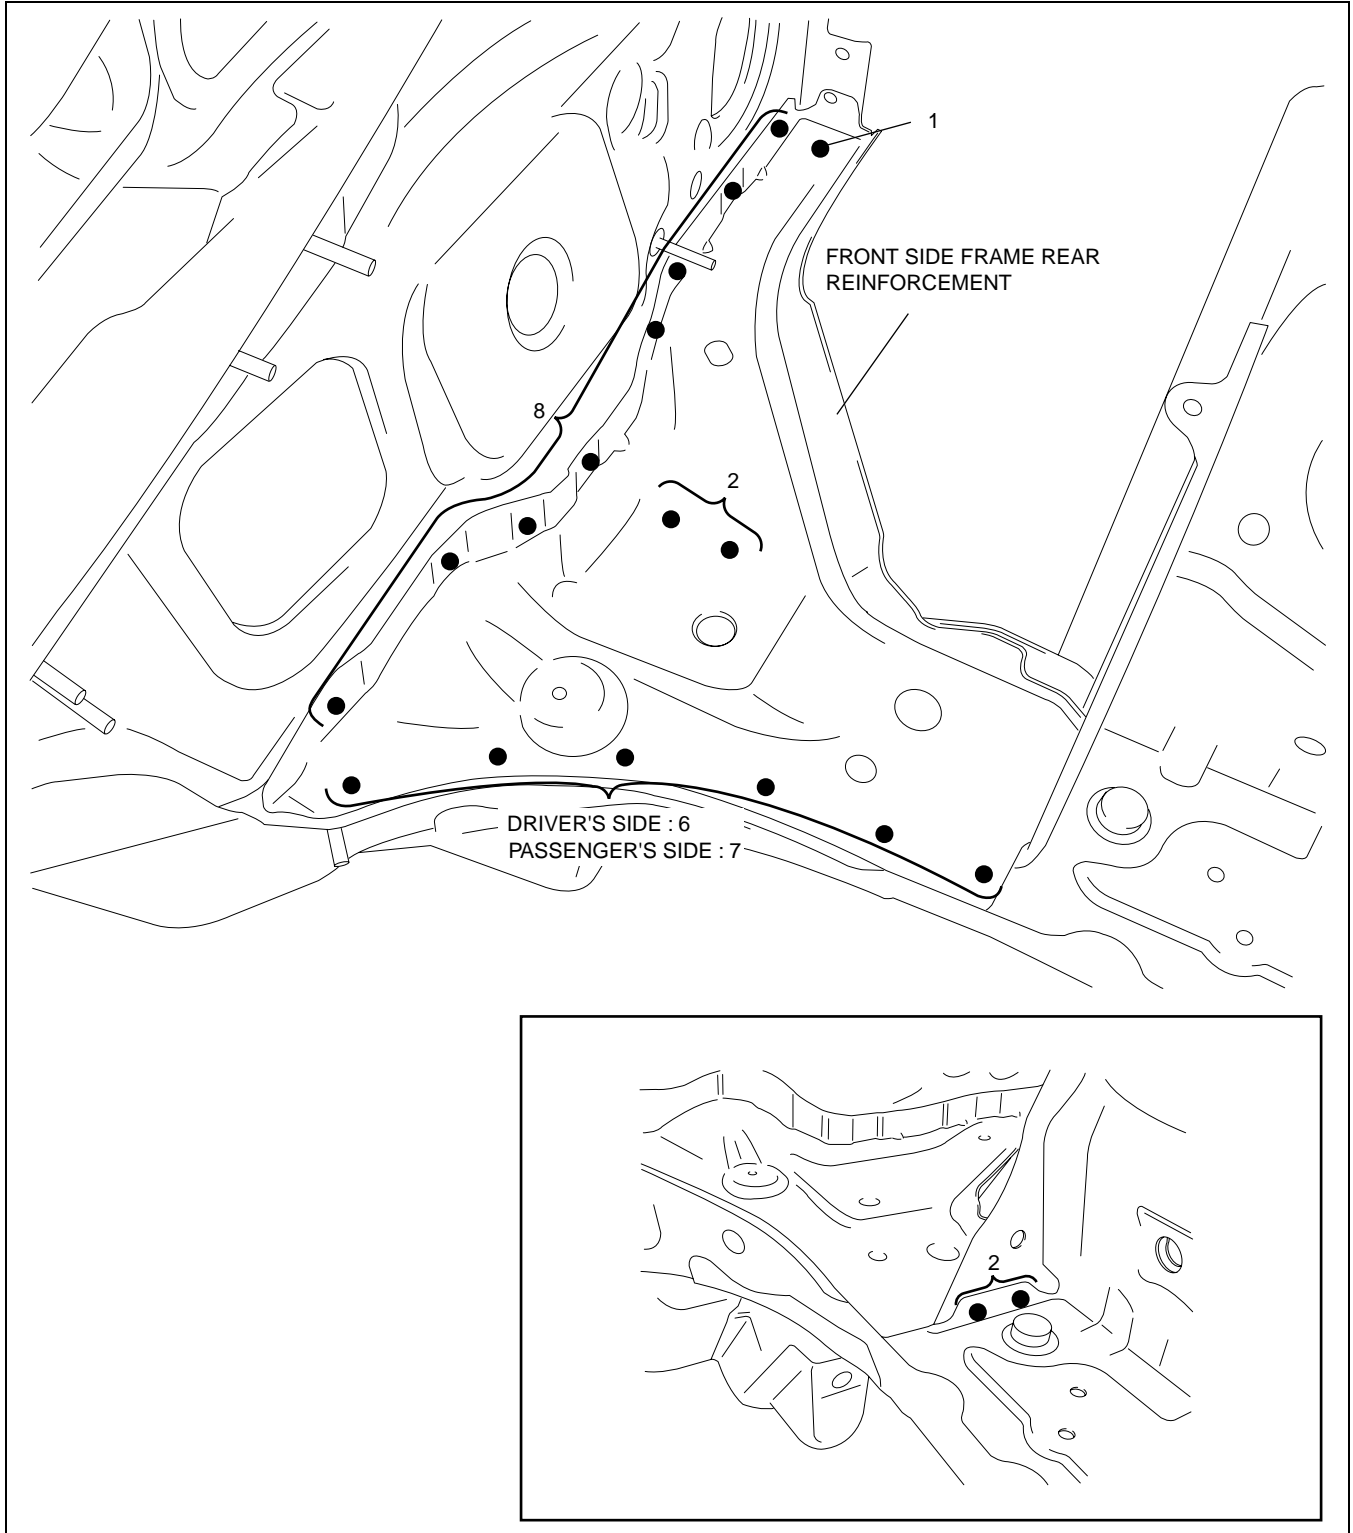 1
FRONT SIDE FRAME REAR
REINFORCEMENT
8
2
DRIVER'S SIDE : 6
PASSENGER'S SIDE : 7
2